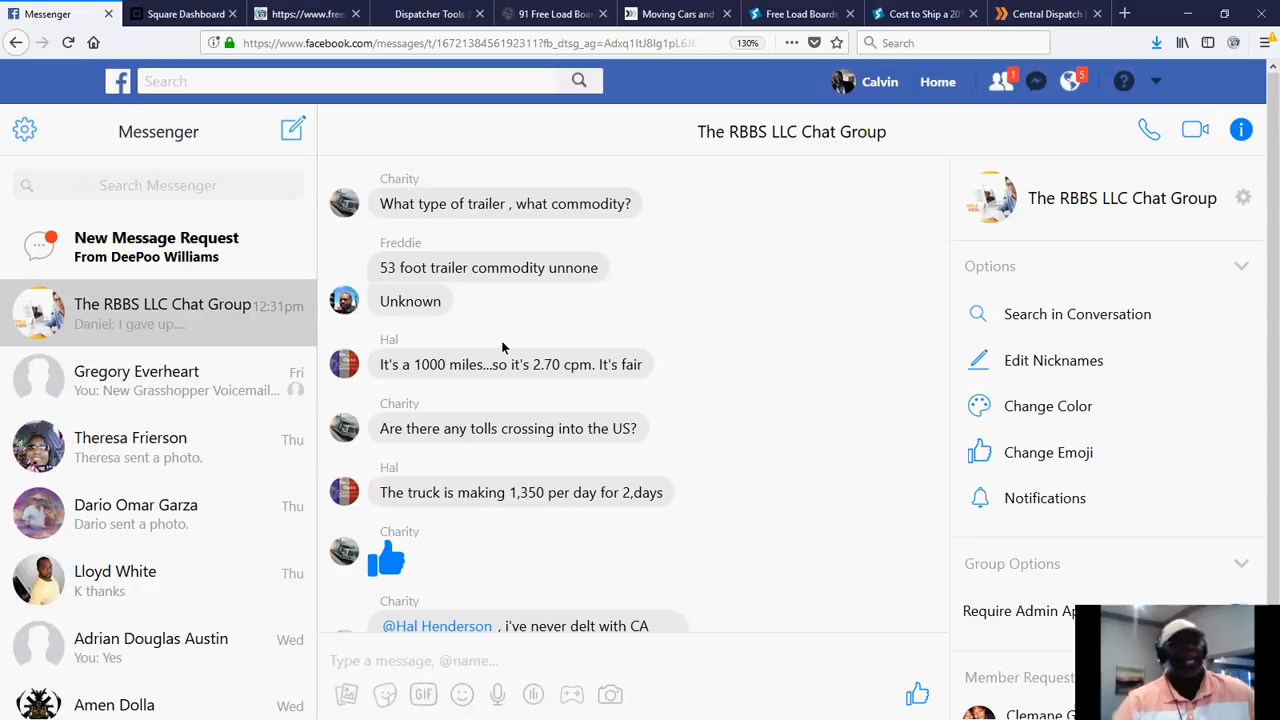 Messenger
Square Dashboard
https://www.free
Dispatcher Tools
91 Free Load Board
Moving Cars and
Free Load Boards,
Cost to Ship a 201
Central Dispatch |
https://www.facebook.com/messages/t/1672138456192311?fb_dtsg_ag=Adxq1ItJ8Ig1pL6J6
130%
Search
Search
Calvin
Home
1
5
Messenger
The RBBS LLC Chat Group
Search Messenger
New Message Request
From DeePoo Williams
The RBBS LLC Chat Group 12:31pm
Daniel: I gave up....
Gregory Everheart Fri
You: New Grasshopper Voicemail...
Theresa Frierson Thu
Theresa sent a photo.
Dario Omar Garza Thu
Dario sent a photo.
Lloyd White Thu
K thanks
Adrian Douglas Austin Wed
You: Yes
Amen Dolla Wed
Charity
What type of trailer , what commodity?
Freddie
53 foot trailer commodity unnone
Unknown
Hal
It's a 1000 miles...so it's 2.70 cpm. It's fair
Charity
Are there any tolls crossing into the US?
Hal
The truck is making 1,350 per day for 2,days
Charity
Charity
@Hal Henderson , i've never delt with CA
Type a message, @name...
GIF
The RBBS LLC Chat Group
Options
Search in Conversation
Edit Nicknames
Change Color
Change Emoji
Notifications
Group Options
Require Admin Ap
Member Request
Clemane G